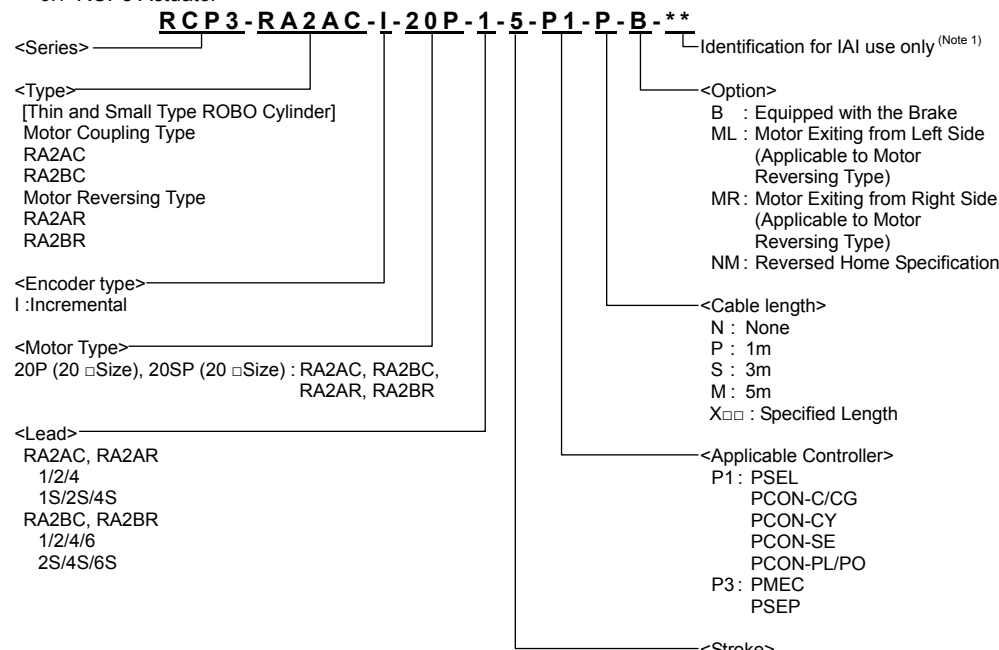 RCP3-RA2AC-I-20P-1-5-P1-P-B-**
<Series>
<Type>
[Thin and Small Type ROBO Cylinder]
Motor Coupling Type
RA2AC
RA2BC
Motor Reversing Type
RA2AR
RA2BR
<Encoder type>
I :Incremental
<Motor Type>
20P (20 □Size), 20SP (20 □Size) : RA2AC, RA2BC,
RA2AR, RA2BR
<Lead>
RA2AC, RA2AR
1/2/4
1S/2S/4S
RA2BC, RA2BR
1/2/4/6
2S/4S/6S
Identification for IAI use only (Note 1)
<Option>
B : Equipped with the Brake
ML : Motor Exiting from Left Side
(Applicable to Motor
Reversing Type)
MR : Motor Exiting from Right Side
(Applicable to Motor
Reversing Type)
NM : Reversed Home Specification
<Cable length>
N : None
P : 1m
S : 3m
M : 5m
X□□ : Specified Length
<Applicable Controller>
P1 : PSEL
PCON-C/CG
PCON-CY
PCON-SE
PCON-PL/PO
P3 : PMEC
PSEP
<Stroke>